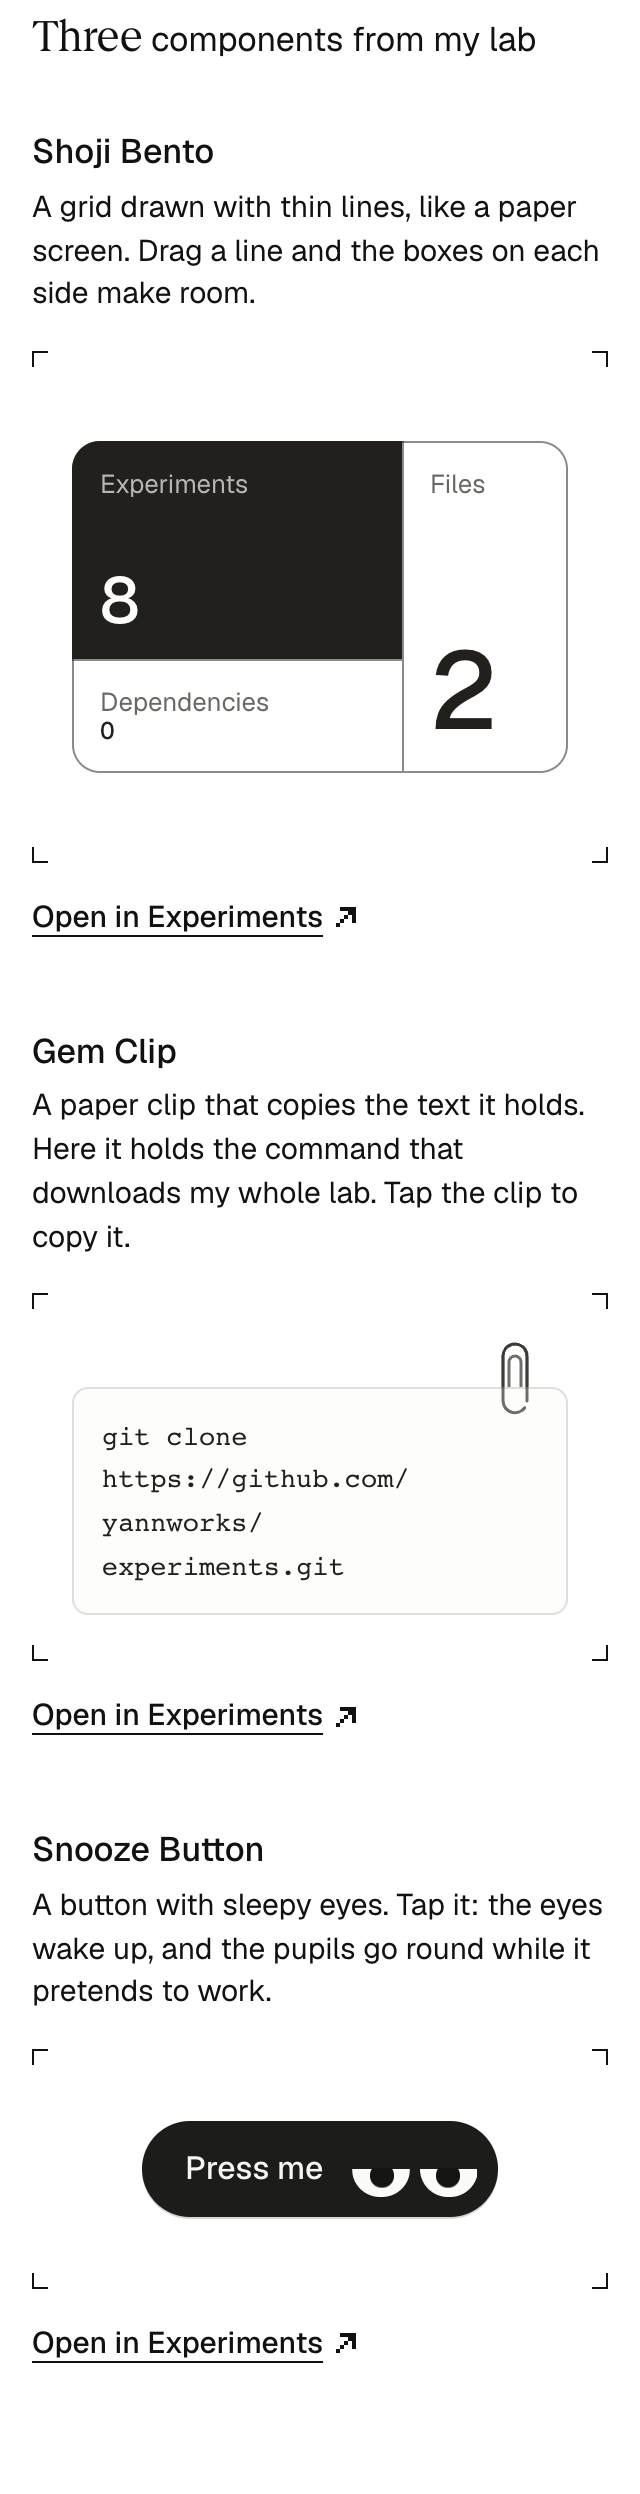 Three components from my lab
Shoji Bento
A grid drawn with thin lines, like a paper
screen. Drag a line and the boxes on each
side make room.
Experiments
8
Files
2
Dependencies
0
Open in Experiments
Gem Clip
A paper clip that copies the text it holds.
Here it holds the command that
downloads my whole lab. Tap the clip to
copy it.
git clone
https://github.com/
yannworks/
experiments.git
Open in Experiments
Snooze Button
A button with sleepy eyes. Tap it: the eyes
wake up, and the pupils go round while it
pretends to work.
Press me
Open in Experiments